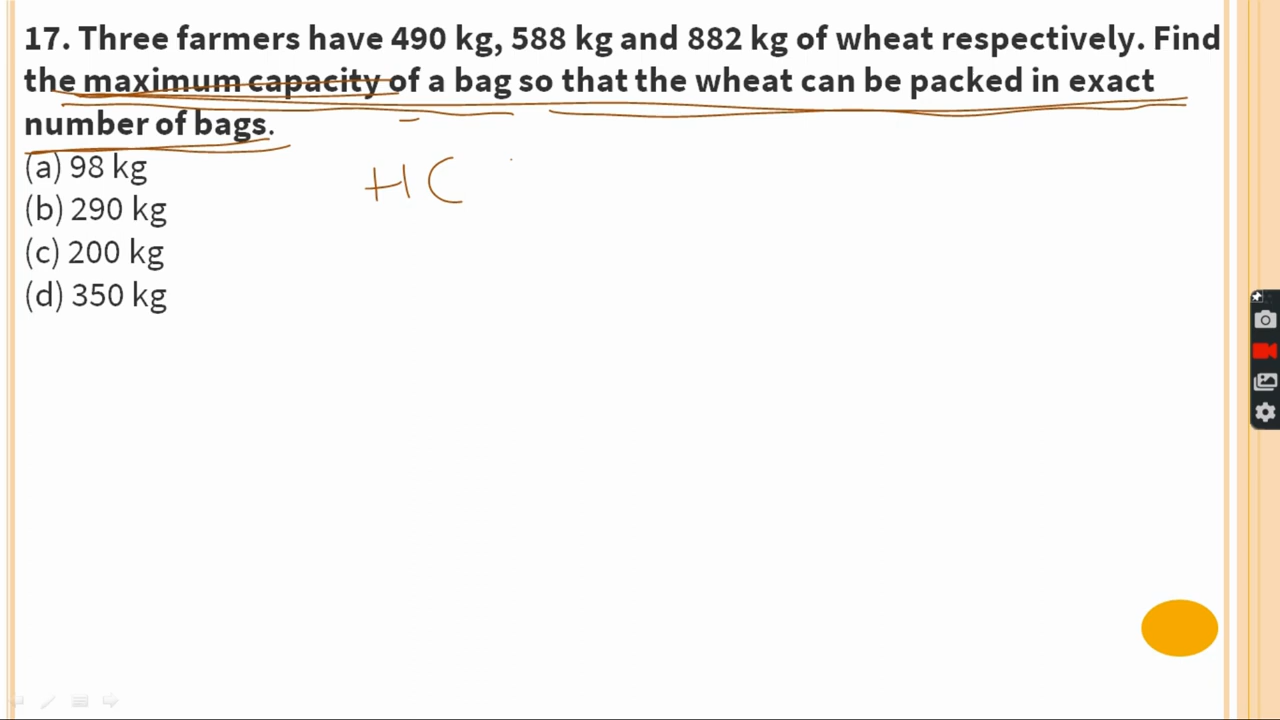 17. Three farmers have 490 kg, 588 kg and 882 kg of wheat respectively. Find
the maximum capacity of a bag so that the wheat can be packed in exact
number of bags.
(a) 98 kg
HC
(b) 290 kg
(c) 200 kg
(d) 350 kg